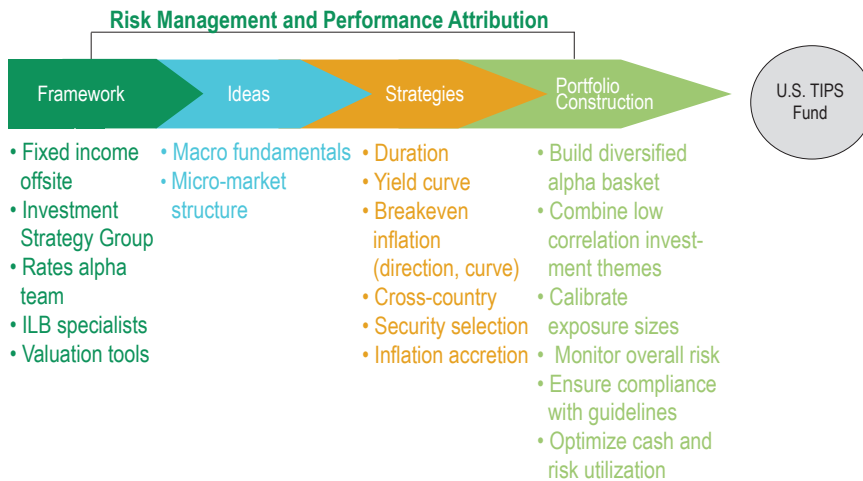 Risk Management and Performance Attribution
Framework
Ideas
Strategies
Portfolio
Construction
U.S. TIPS
Fund
• Fixed income
offsite
• Investment
Strategy Group
• Rates alpha
team
• ILB specialists
• Valuation tools
• Macro fundamentals
• Micro-market
structure
• Duration
• Yield curve
• Breakeven
inflation
(direction, curve)
• Cross-country
• Security selection
• Inflation accretion
• Build diversified
alpha basket
• Combine low
correlation invest-
ment themes
• Calibrate
exposure sizes
• Monitor overall risk
• Ensure compliance
with guidelines
• Optimize cash and
risk utilization